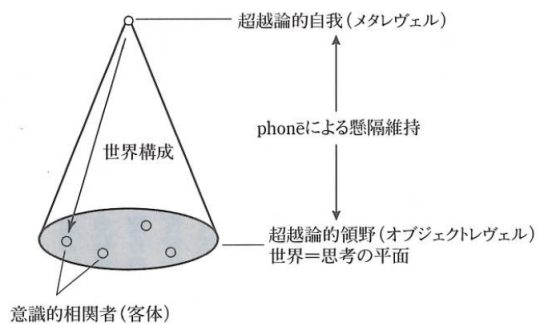 超越論的自我（メタレヴェル）
phonēによる懸隔維持
世界構成
超越論的領野（オブジェクトレヴェル）
世界＝思考の平面
意識的相関者（客体）